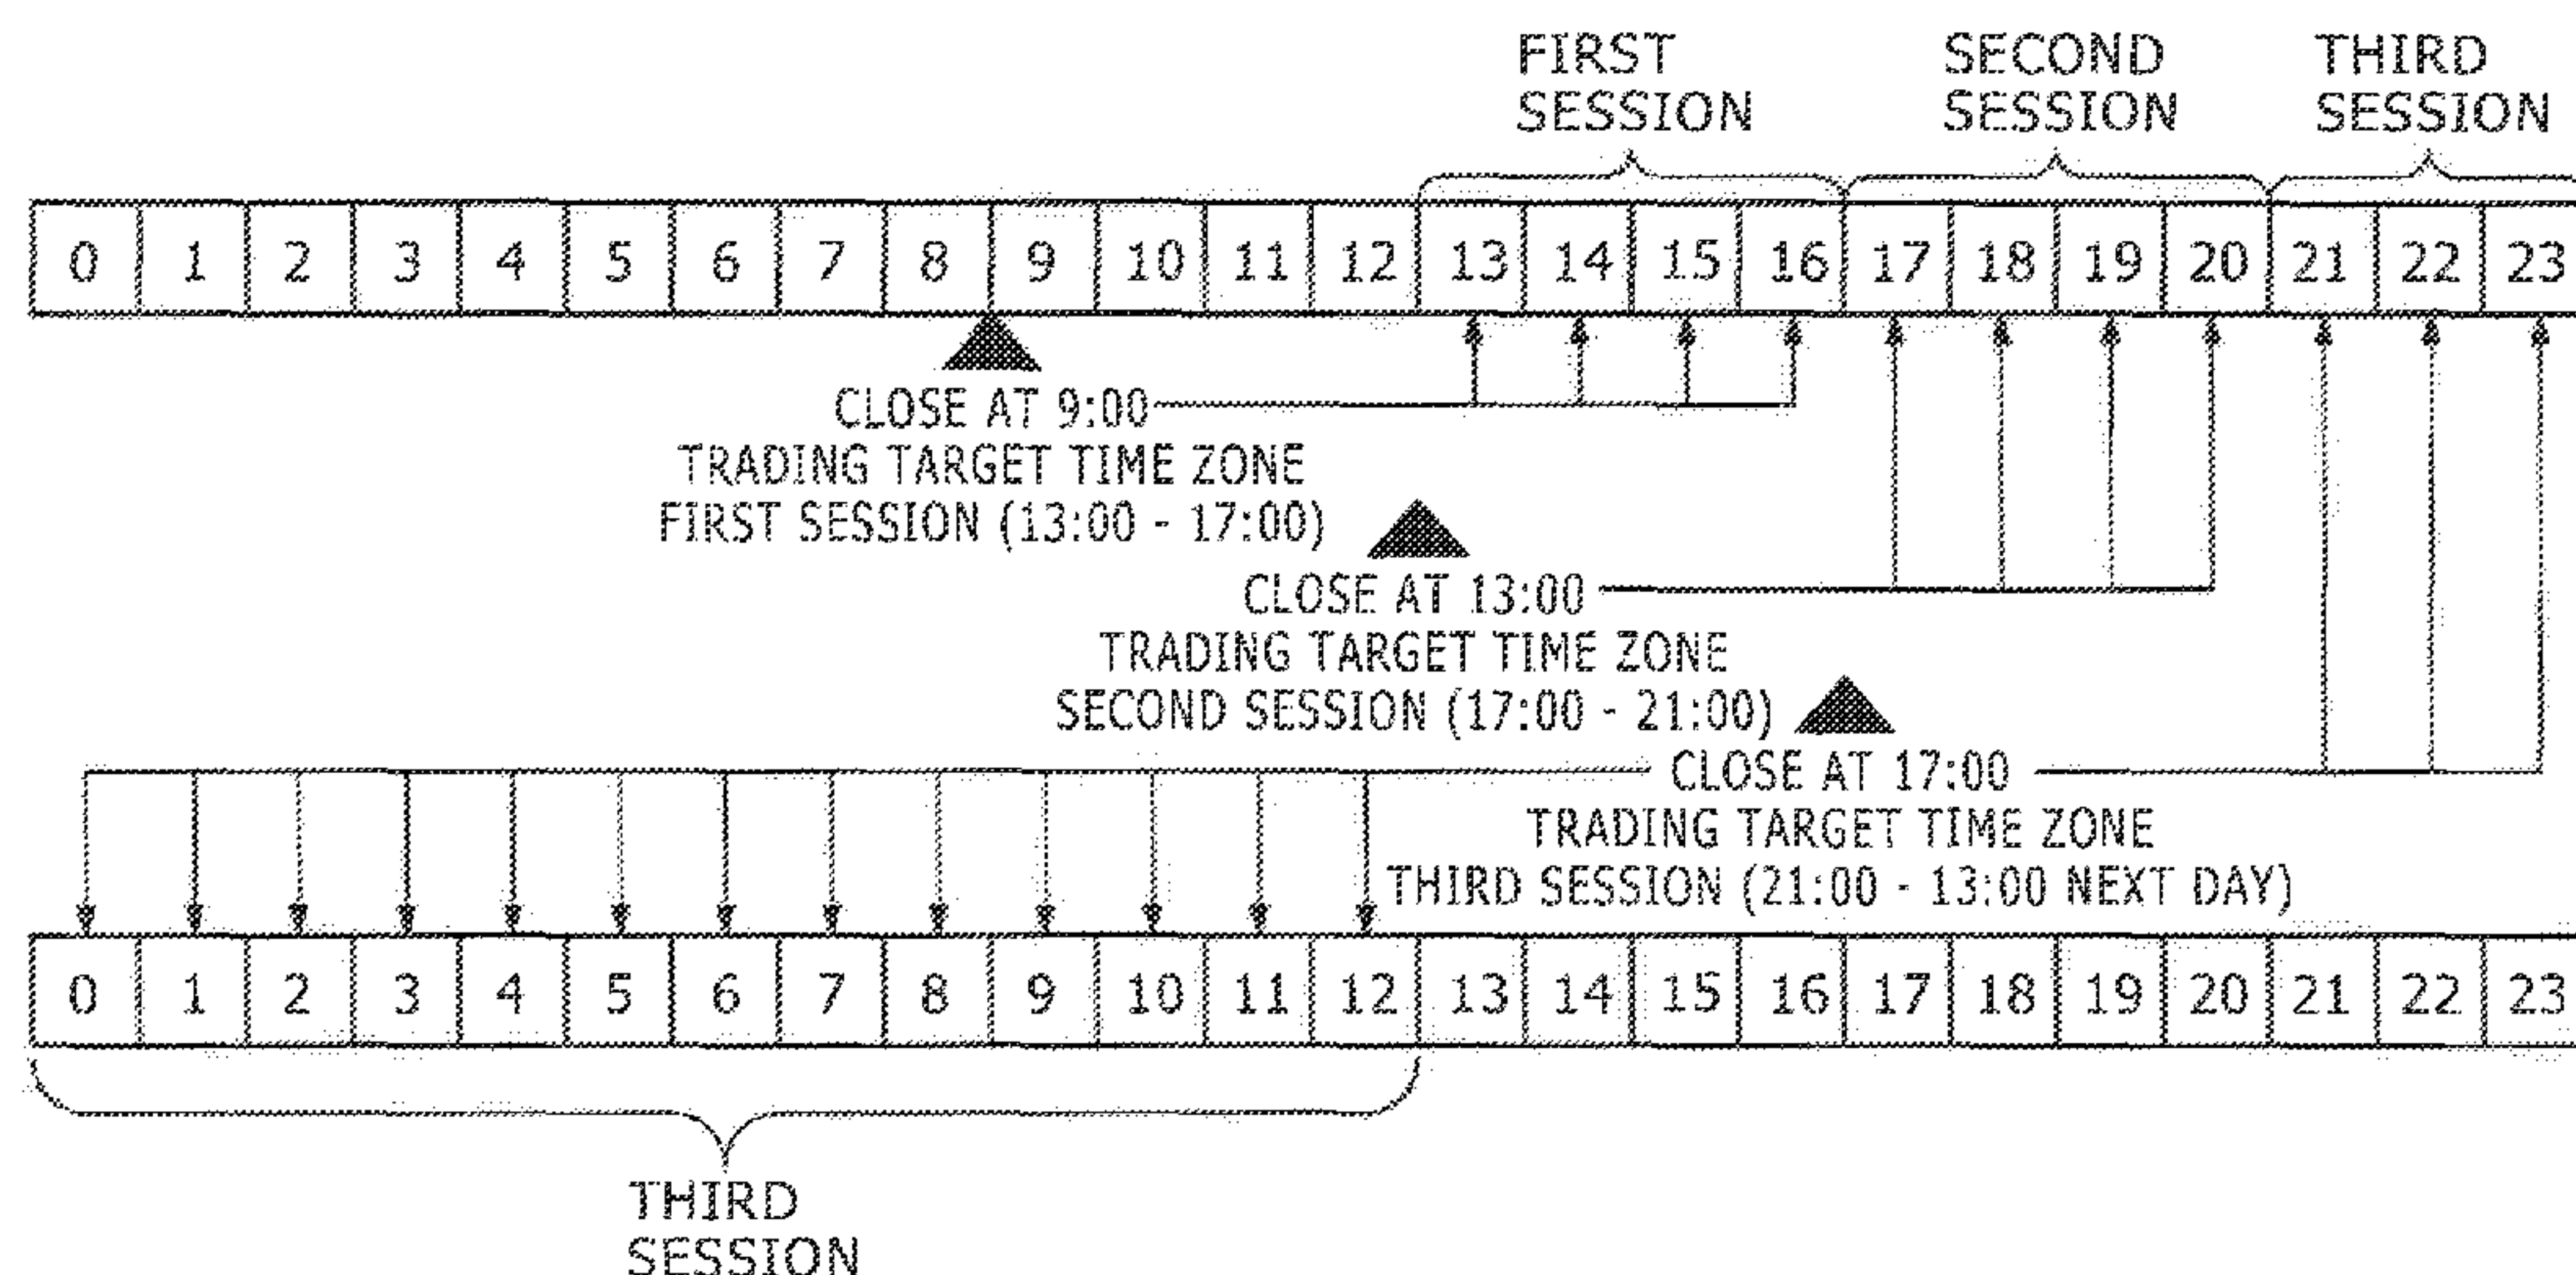 FIRST
SESSION
SECOND
SESSION
THIRD
SESSION
0 1 2 3 4 5 6 7 8 9 10 11 12 13 14 15 16 17 18 19 20 21 22 23
CLOSE AT 9:00
TRADING TARGET TIME ZONE
FIRST SESSION (13:00 - 17:00)
CLOSE AT 13:00
TRADING TARGET TIME ZONE
SECOND SESSION (17:00 - 21:00)
CLOSE AT 17:00
TRADING TARGET TIME ZONE
THIRD SESSION (21:00 - 13:00 NEXT DAY)
0 1 2 3 4 5 6 7 8 9 10 11 12 13 14 15 16 17 18 19 20 21 22 23
THIRD
SESSION